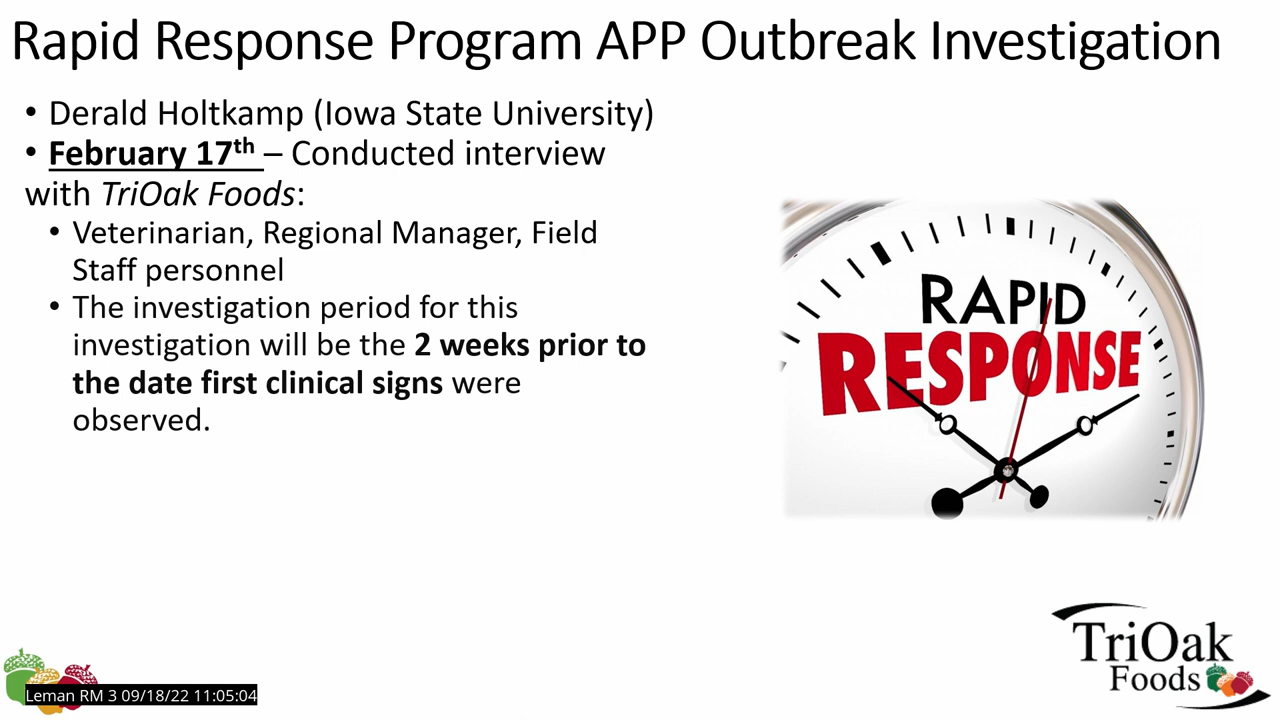 Rapid Response Program APP Outbreak Investigation
• Derald Holtkamp (Iowa State University)
• February 17th – Conducted interview
with TriOak Foods:
• Veterinarian, Regional Manager, Field
Staff personnel
• The investigation period for this
investigation will be the 2 weeks prior to
the date first clinical signs were
observed.
RAPID
RESPONSE
TriOak
Foods
Leman RM 3 09/18/22 11:05:04